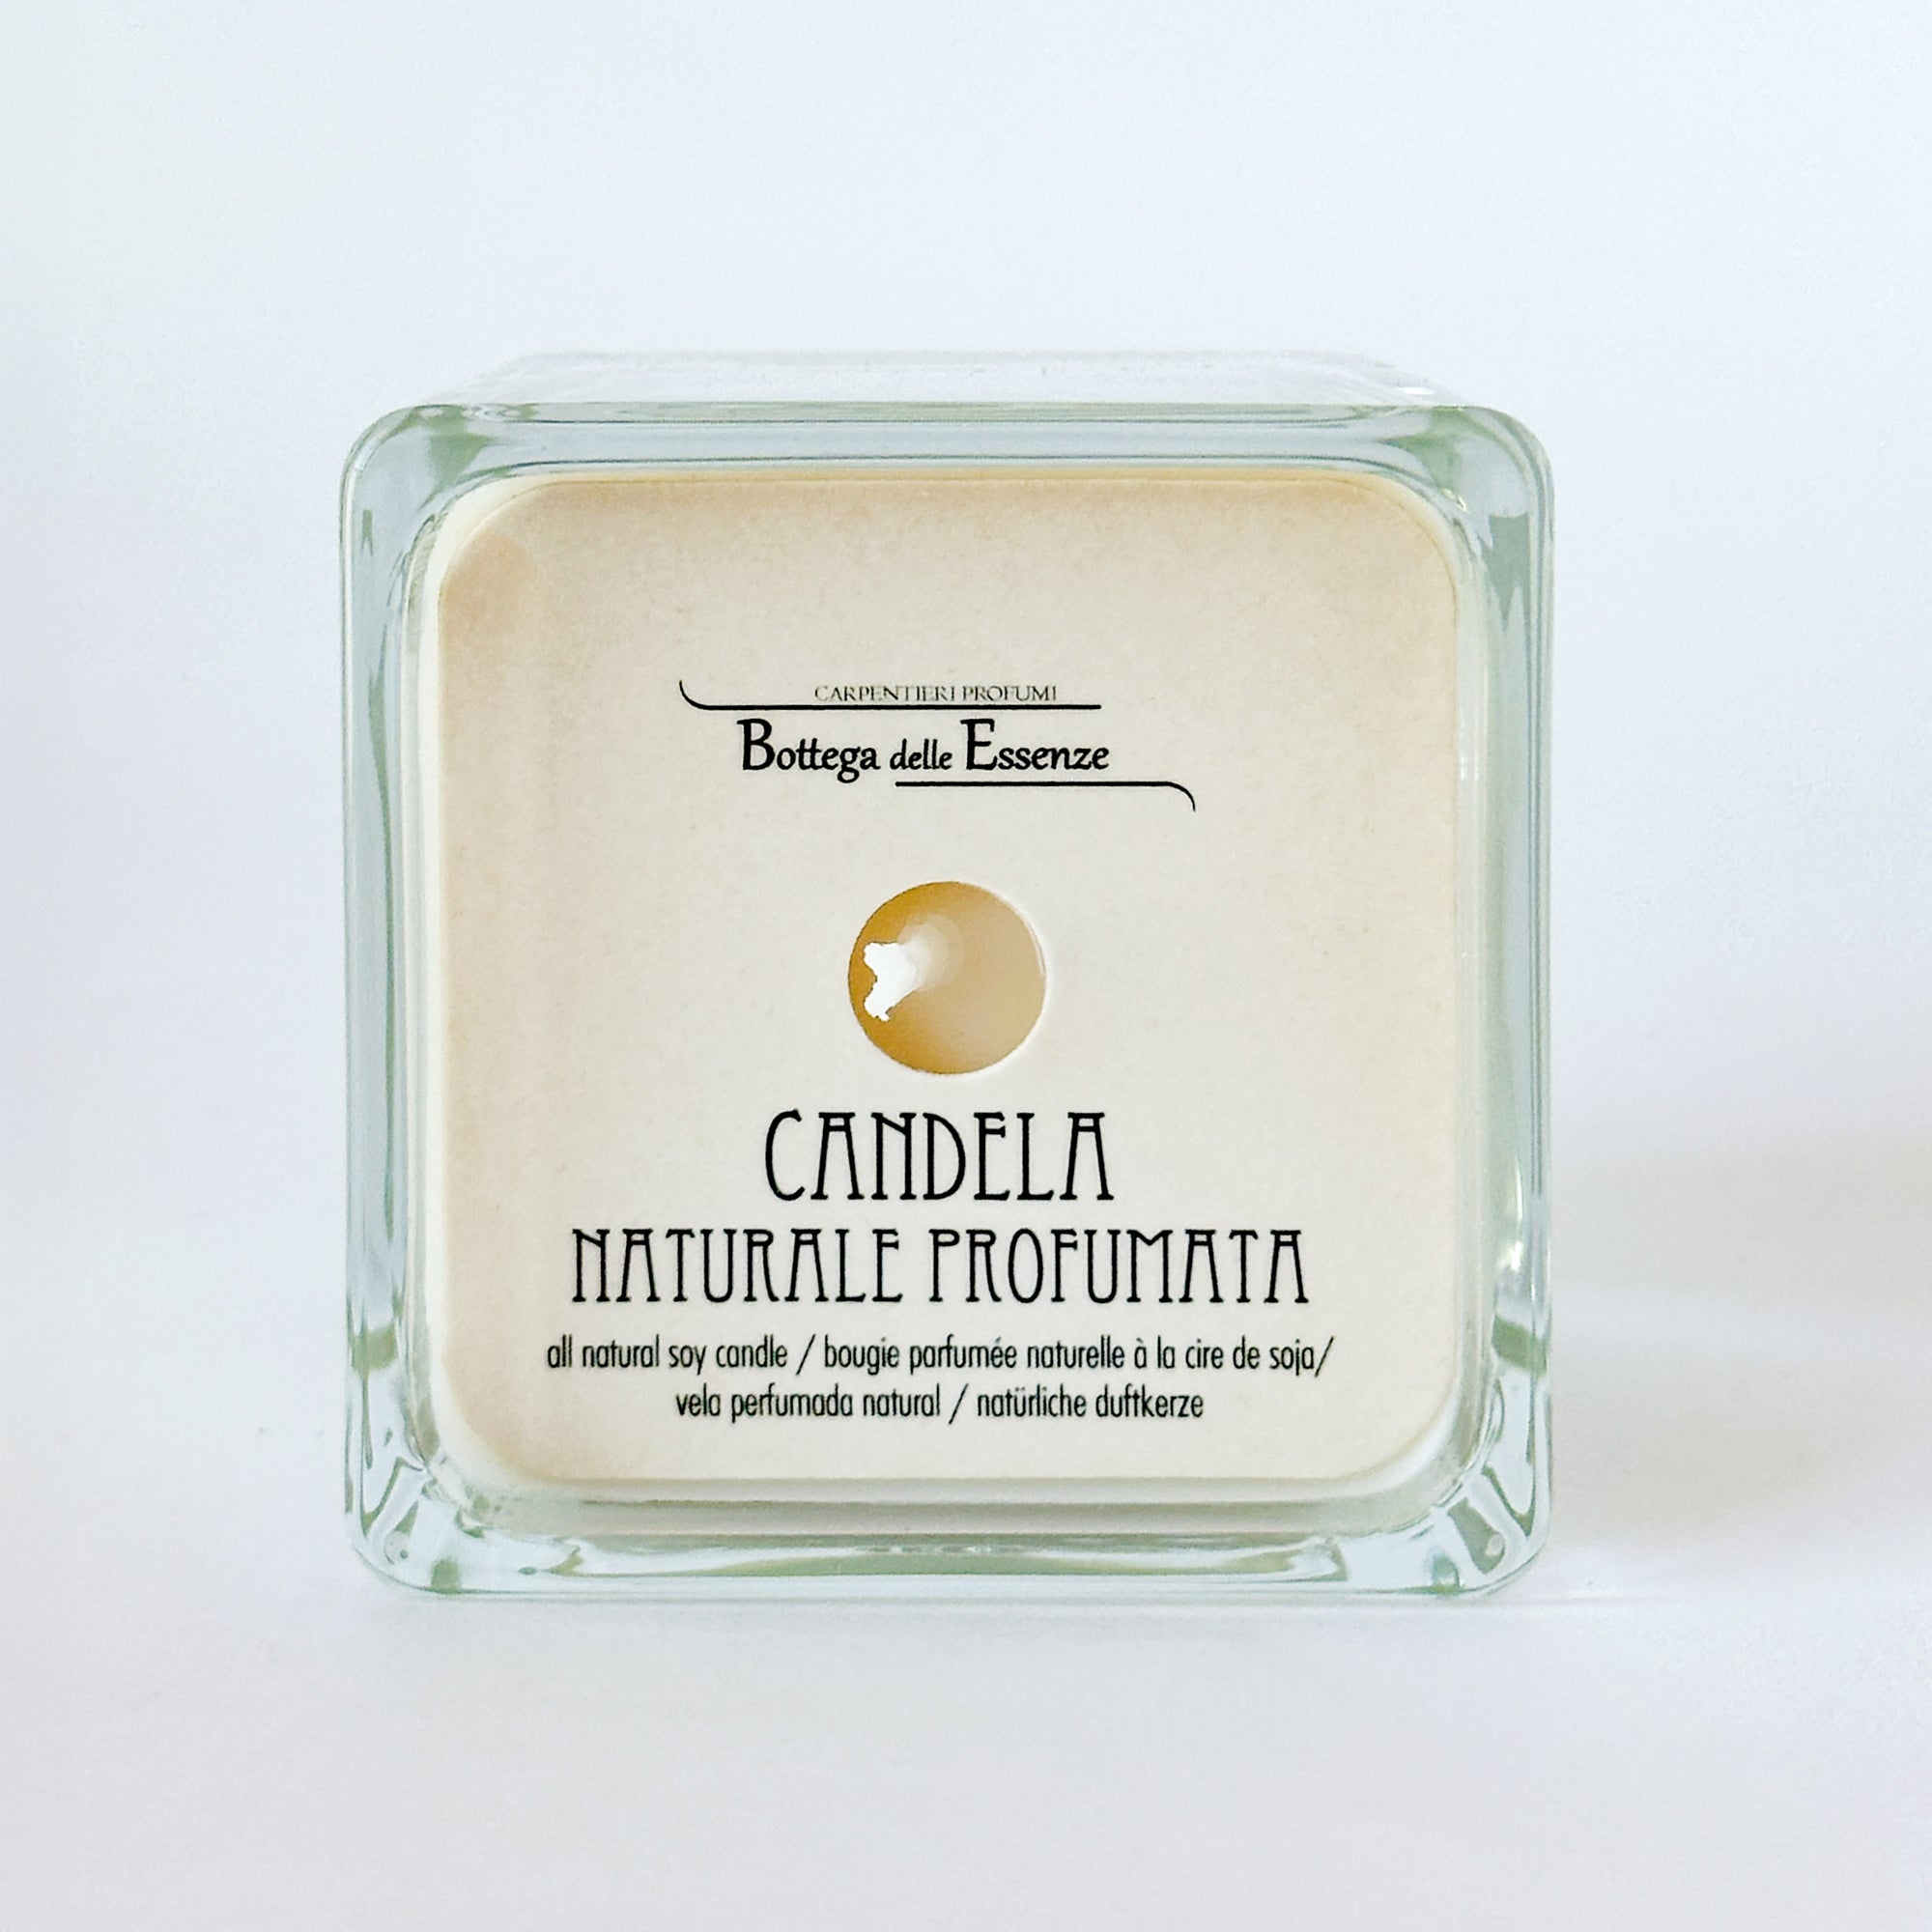 CARPENTIERI PROFUMI
Bottega delle Essenze
CANDELA
NATURALE PROFUMATA
all natural soy candle / bougie parfumée naturelle à la cire de soja/
vela perfumada natural / natürliche duftkerze